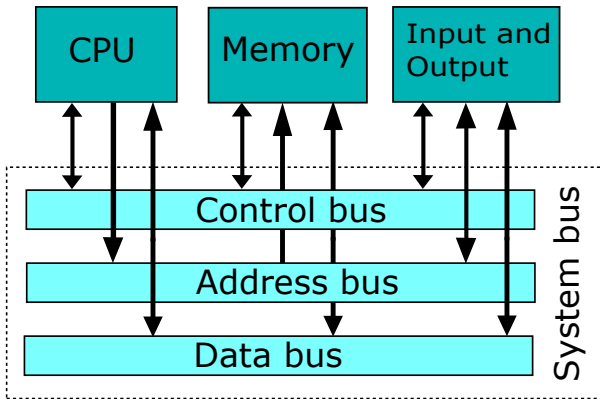 CPU
Memory
Input and
Output
Control bus
Address bus
Data bus
System bus